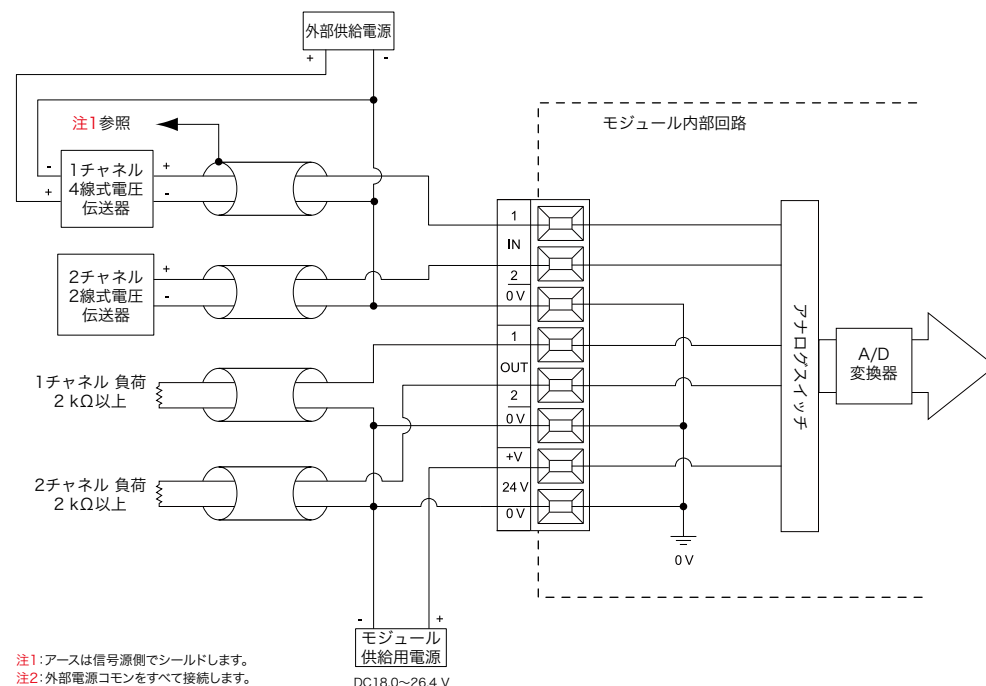 外部供給電源
+ -
モジュール内部回路
注1参照
- +
1チャネル
4線式電圧
伝送器
+ -
1
IN
2
0 V
2チャネル
2線式電圧
伝送器
+
-
1
OUT
2
0 V
アナログスイッチ
A/D
変換器
1チャネル 負荷
2 kΩ以上
+V
24 V
0 V
2チャネル 負荷
2 kΩ以上
0 V
- +
モジュール
供給用電源
DC18.0～26.4 V
注1:アースは信号源側でシールドします。
注2:外部電源コモンをすべて接続します。